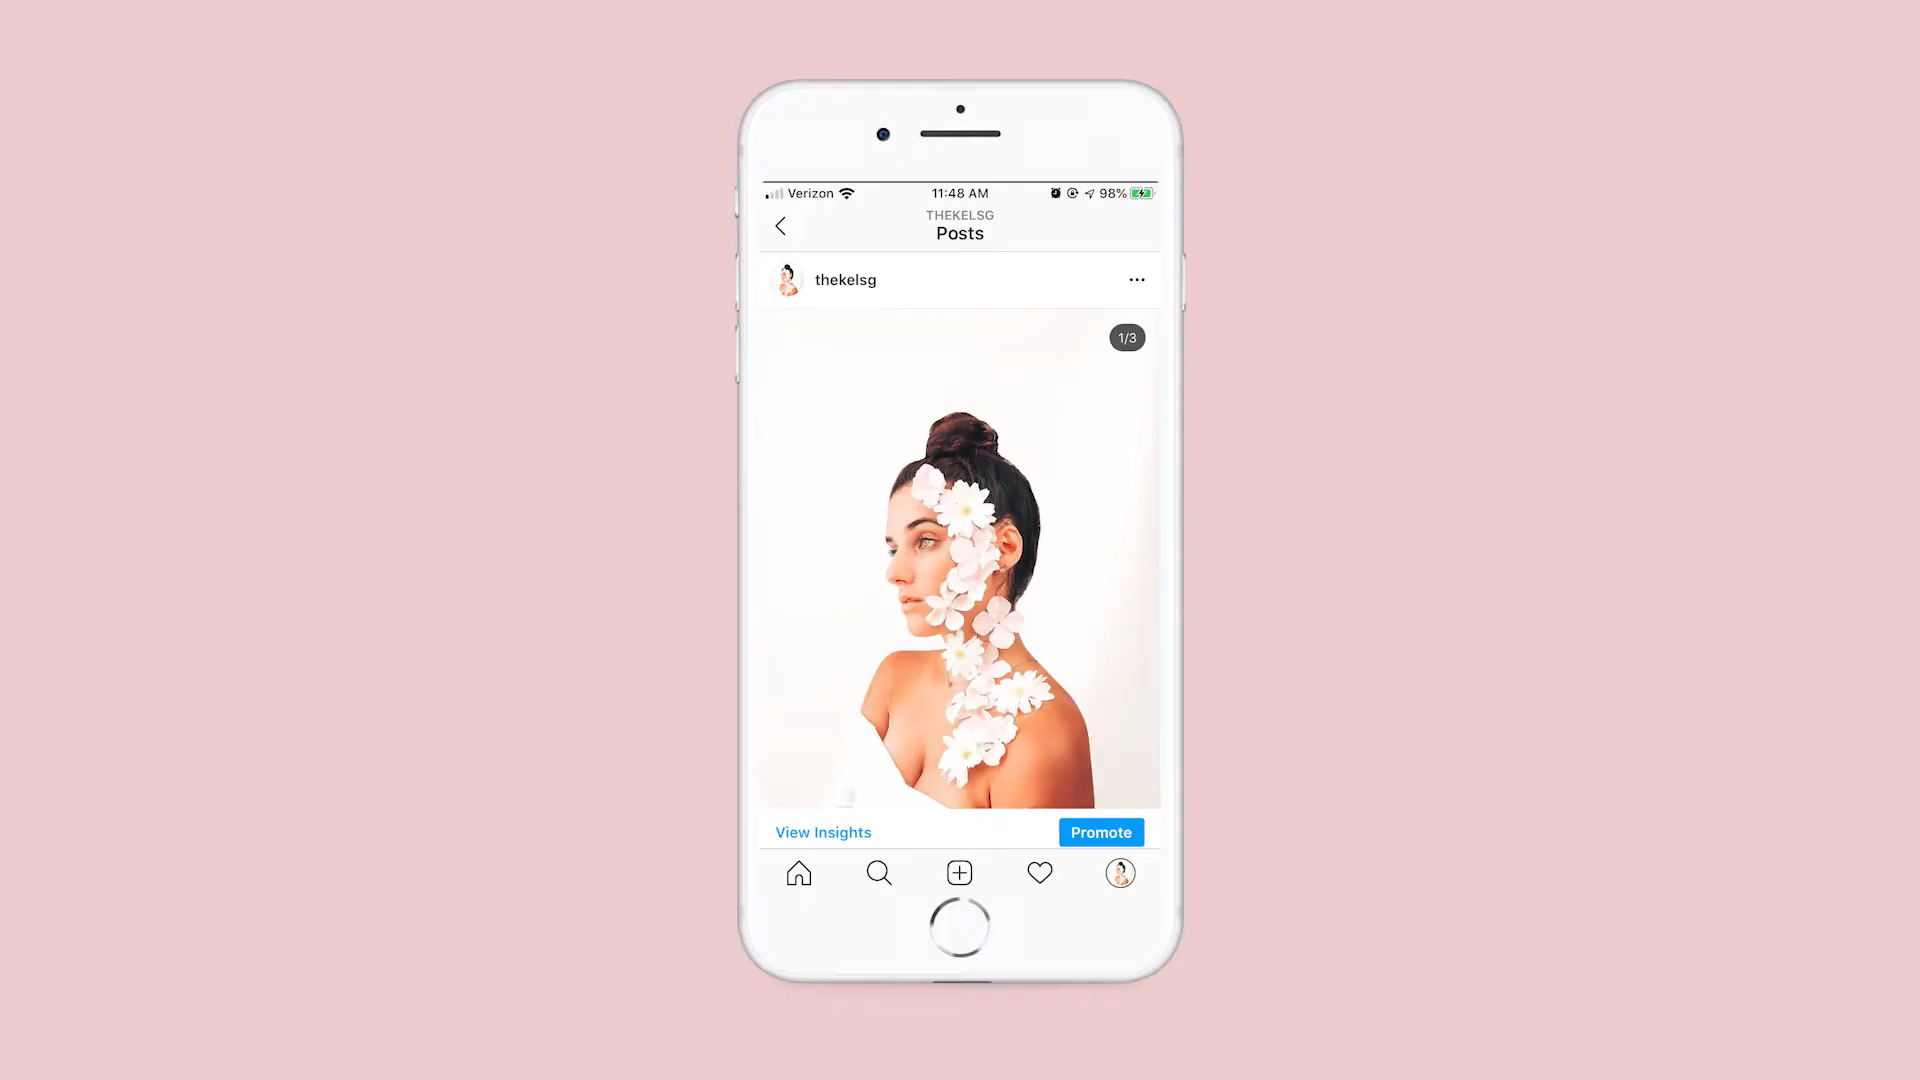 Verizon 11:48 AM 98%
THEKELSG
Posts
thekelsg
1/3
View Insights Promote